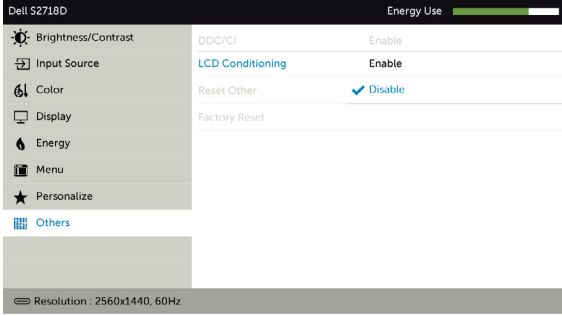 Dell S2718D Energy Use
Brightness/Contrast DDC/CI Enable
Input Source LCD Conditioning Enable
Color Reset Other Disable
Display Factory Reset
Energy
Menu
Personalize
Others
Resolution : 2560x1440, 60Hz